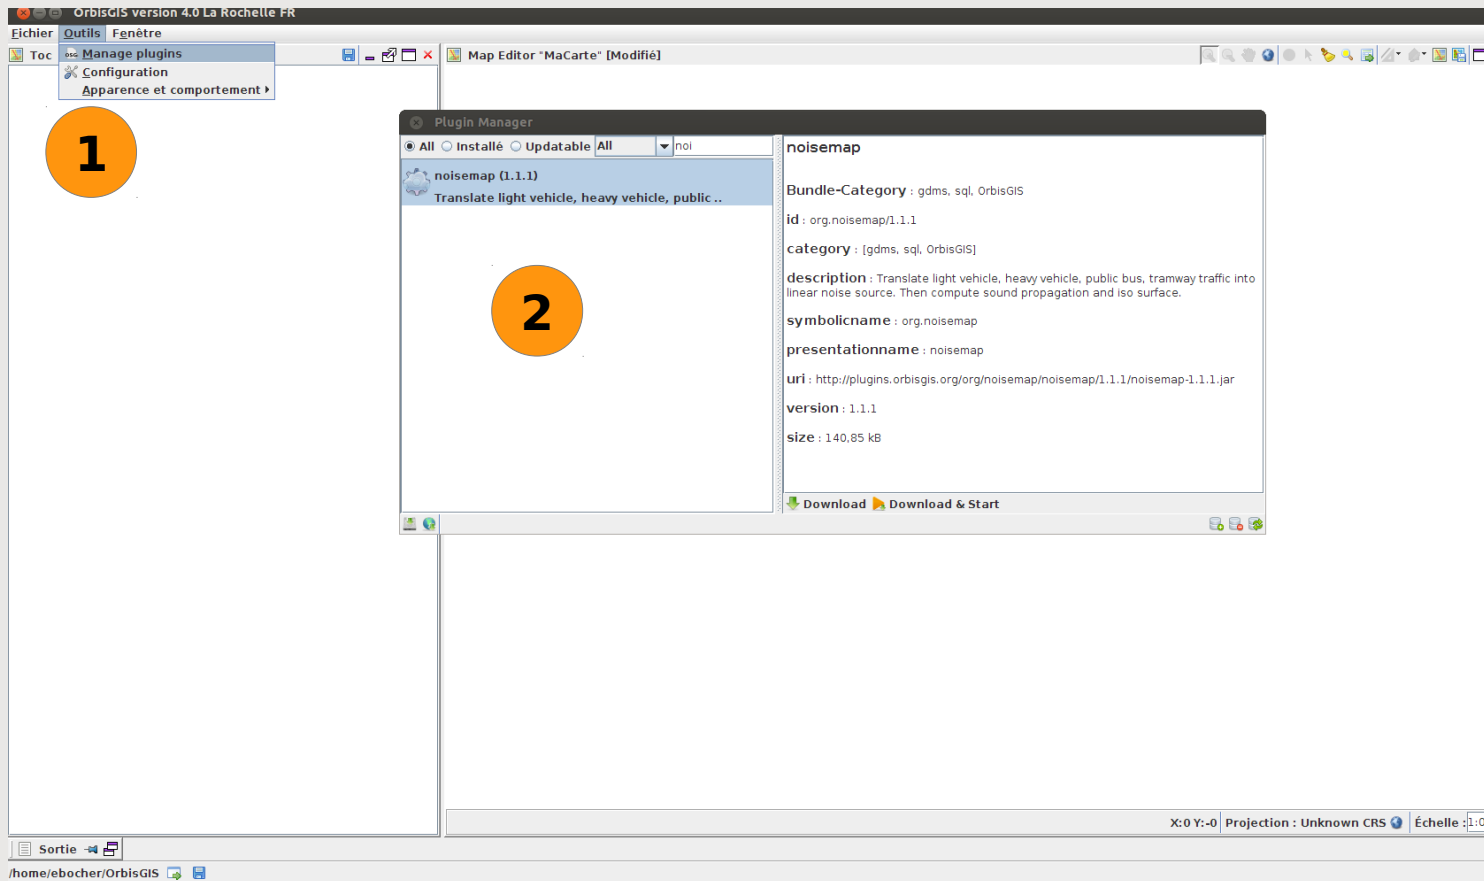 OrbisGIS version 4.0 La Rochelle FR
Fichier Outils Fenêtre
Toc
Manage plugins
Configuration
Apparence et comportement
Map Editor "MaCarte" [Modifié]
1
Plugin Manager
All Installé Updatable All noi
noisemap (1.1.1)
Translate light vehicle, heavy vehicle, public ..
2
noisemap
Bundle-Category : gdms, sql, OrbisGIS
id : org.noisemap/1.1.1
category : [gdms, sql, OrbisGIS]
description : Translate light vehicle, heavy vehicle, public bus, tramway traffic into
linear noise source. Then compute sound propagation and iso surface.
symbolicname : org.noisemap
presentationname : noisemap
uri : http://plugins.orbisgis.org/org/noisemap/noisemap/1.1.1/noisemap-1.1.1.jar
version : 1.1.1
size : 140,85 kB
Download Download & Start
X:0 Y:-0 Projection : Unknown CRS Échelle : 1:0
Sortie
/home/ebocher/OrbisGIS